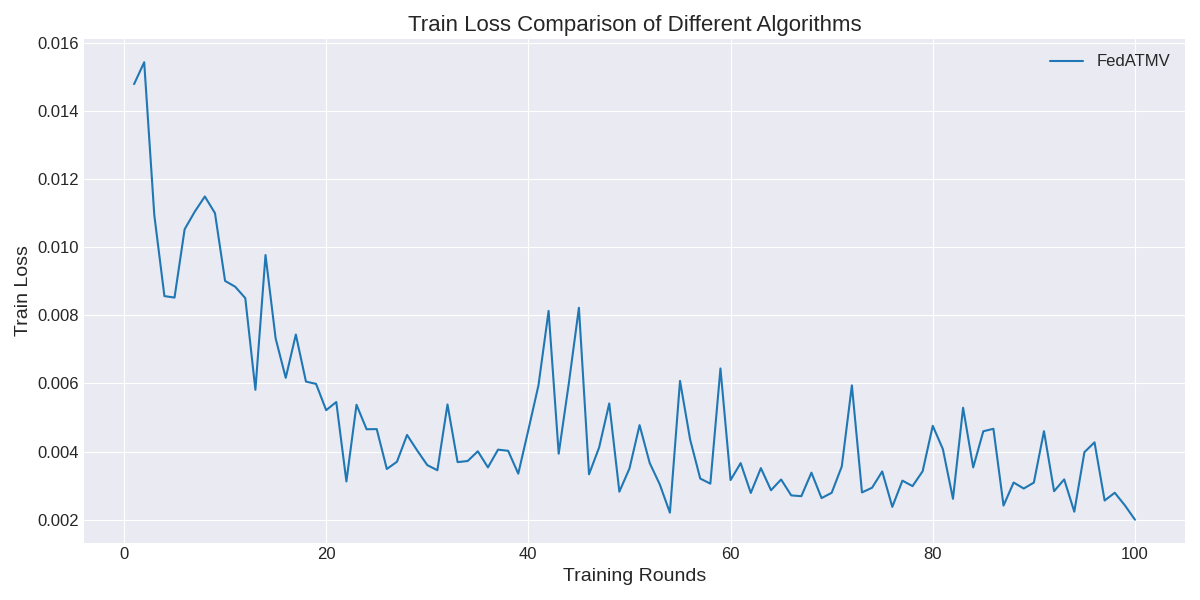 Train Loss Comparison of Different Algorithms
FedATMV
Train Loss
0.016
0.014
0.012
0.010
0.008
0.006
0.004
0.002
0 20 40 60 80 100
Training Rounds